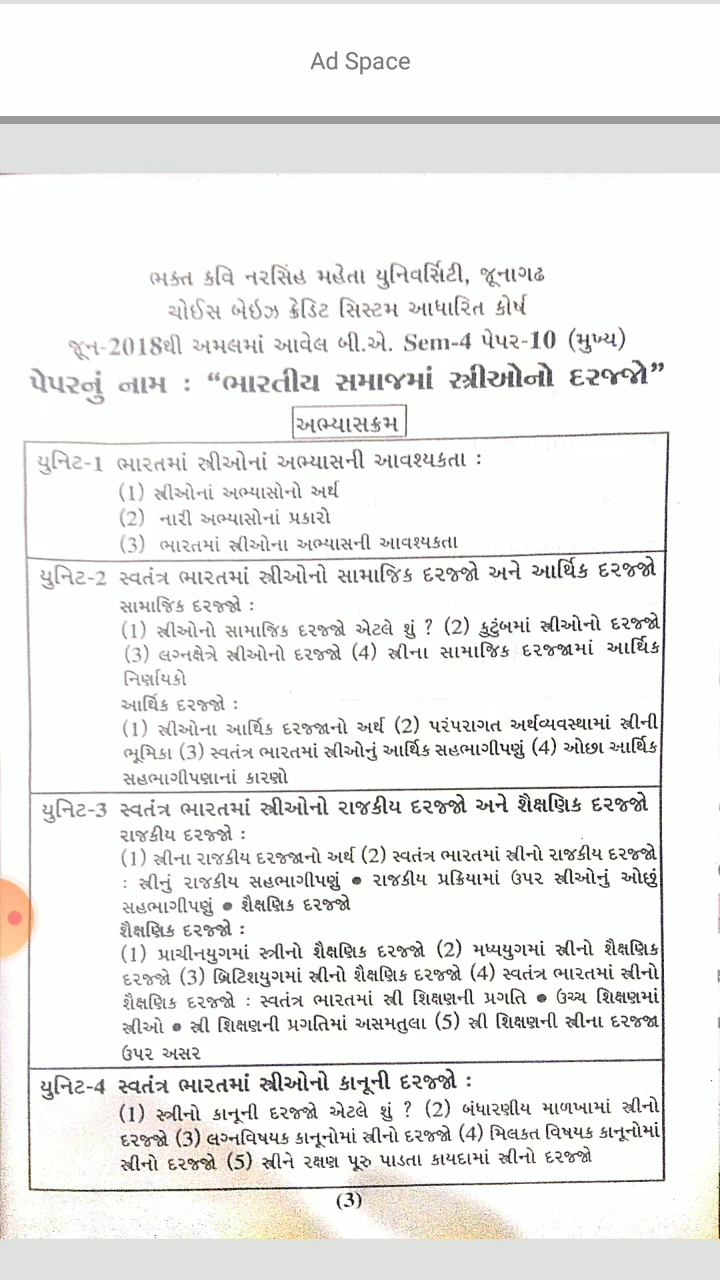 Ad Space
ભક્ત કવિ નરસિંહ મહેતા યુનિવર્સિટી, જૂનાગઢ
ચોઈસ બેઈઝ ક્રેડિટ સિસ્ટમ આધારિત કોર્ષ
જૂન-2018થી અમલમાં આવેલ બી.એ. Sem-4 પેપર-10 (મુખ્ય)
પેપરનું નામ : “ભારતીય સમાજમાં સ્ત્રીઓનો દરજ્જો”
અભ્યાસક્રમ
યુનિટ-1 ભારતમાં સ્ત્રીઓનાં અભ્યાસની આવશ્યકતા :
(1) સ્ત્રીઓનાં અભ્યાસોનો અર્થ
(2) નારી અભ્યાસોનાં પ્રકારો
(3) ભારતમાં સ્ત્રીઓના અભ્યાસની આવશ્યકતા
યુનિટ-2 સ્વતંત્ર ભારતમાં સ્ત્રીઓનો સામાજિક દરજ્જો અને આર્થિક દરજ્જો
સામાજિક દરજ્જો :
(1) સ્ત્રીઓનો સામાજિક દરજ્જો એટલે શું ? (2) કુટુંબમાં સ્ત્રીઓનો દરજ્જો
(3) લગ્નક્ષેત્રે સ્ત્રીઓનો દરજ્જો (4) સ્ત્રીના સામાજિક દરજ્જામાં આર્થિક
નિર્ણાયકો
આર્થિક દરજ્જો :
(1) સ્ત્રીઓના આર્થિક દરજ્જાનો અર્થ (2) પરંપરાગત અર્થવ્યવસ્થામાં સ્ત્રીની
ભૂમિકા (3) સ્વતંત્ર ભારતમાં સ્ત્રીઓનું આર્થિક સહભાગીપણું (4) ઓછા આર્થિક
સહભાગીપણાનાં કારણો
યુનિટ-3 સ્વતંત્ર ભારતમાં સ્ત્રીઓનો રાજકીય દરજ્જો અને શૈક્ષણિક દરજ્જો
રાજકીય દરજ્જો :
(1) સ્ત્રીના રાજકીય દરજ્જાનો અર્થ (2) સ્વતંત્ર ભારતમાં સ્ત્રીનો રાજકીય દરજ્જો
: સ્ત્રીનું રાજકીય સહભાગીપણું ● રાજકીય પ્રક્રિયામાં ઉપર સ્ત્રીઓનું ઓછું
સહભાગીપણું ● શૈક્ષણિક દરજ્જો
શૈક્ષણિક દરજ્જો :
(1) પ્રાચીનયુગમાં સ્ત્રીનો શૈક્ષણિક દરજ્જો (2) મધ્યયુગમાં સ્ત્રીનો શૈક્ષણિક
દરજ્જો (3) બ્રિટિશયુગમાં સ્ત્રીનો શૈક્ષણિક દરજ્જો (4) સ્વતંત્ર ભારતમાં સ્ત્રીનો
શૈક્ષણિક દરજ્જો : સ્વતંત્ર ભારતમાં સ્ત્રી શિક્ષણની પ્રગતિ ● ઉચ્ચ શિક્ષણમાં
સ્ત્રીઓ ● સ્ત્રી શિક્ષણની પ્રગતિમાં અસમતુલા (5) સ્ત્રી શિક્ષણની સ્ત્રીના દરજ્જા
ઉપર અસર
યુનિટ-4 સ્વતંત્ર ભારતમાં સ્ત્રીઓનો કાનૂની દરજ્જો :
(1) સ્ત્રીનો કાનૂની દરજ્જો એટલે શું ? (2) બંધારણીય માળખામાં સ્ત્રીનો
દરજ્જો (3) લગ્નવિષયક કાનૂનોમાં સ્ત્રીનો દરજ્જો (4) મિલકત વિષયક કાનૂનોમાં
સ્ત્રીનો દરજ્જો (5) સ્ત્રીને રક્ષણ પૂરુ પાડતા કાયદામાં સ્ત્રીનો દરજ્જો
(3)